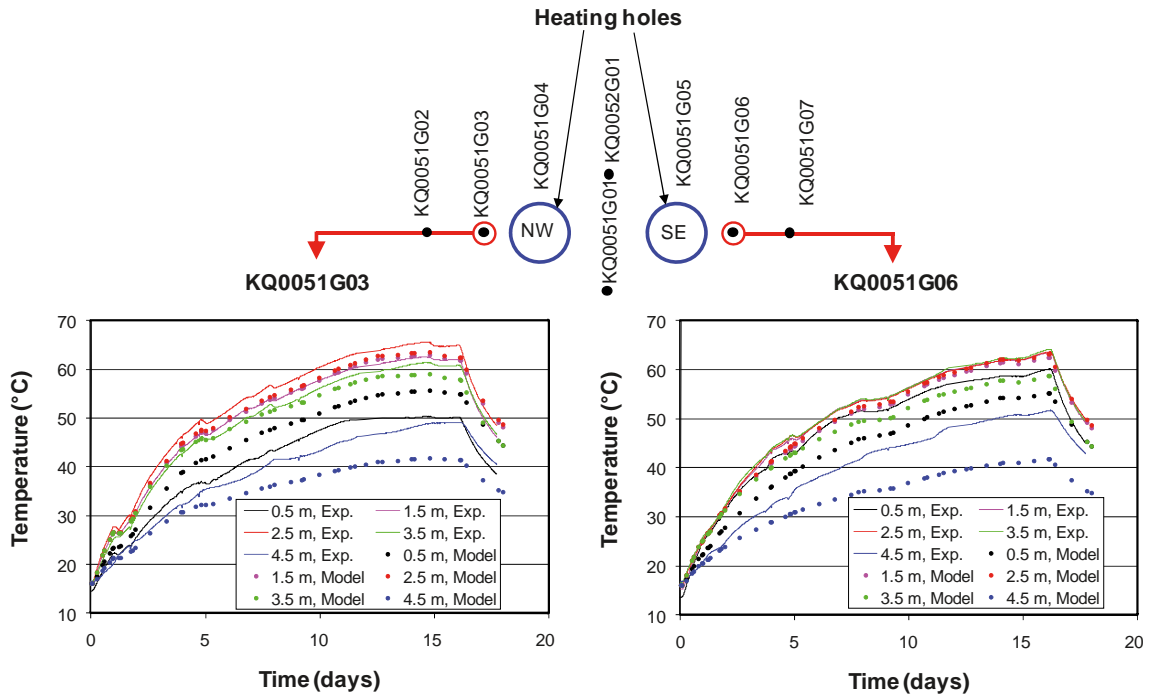 Heating holes
KQ0051G02
KQ0051G03
KQ0051G04
KQ0051G01
KQ0052G01
KQ0051G05
KQ0051G06
KQ0051G07
NW
SE
KQ0051G03
KQ0051G06
Temperature (°C)
70
60
50
40
30
20
10
0 5 10 15 20
Time (days)
0.5 m, Exp. 1.5 m, Exp.
2.5 m, Exp. 3.5 m, Exp.
4.5 m, Exp. 0.5 m, Model
1.5 m, Model 2.5 m, Model
3.5 m, Model 4.5 m, Model
Temperature (°C)
70
60
50
40
30
20
10
0 5 10 15 20
Time (days)
0.5 m, Exp. 1.5 m, Exp.
2.5 m, Exp. 3.5 m, Exp.
4.5 m, Exp. 0.5 m, Model
1.5 m, Model 2.5 m, Model
3.5 m, Model 4.5 m, Model